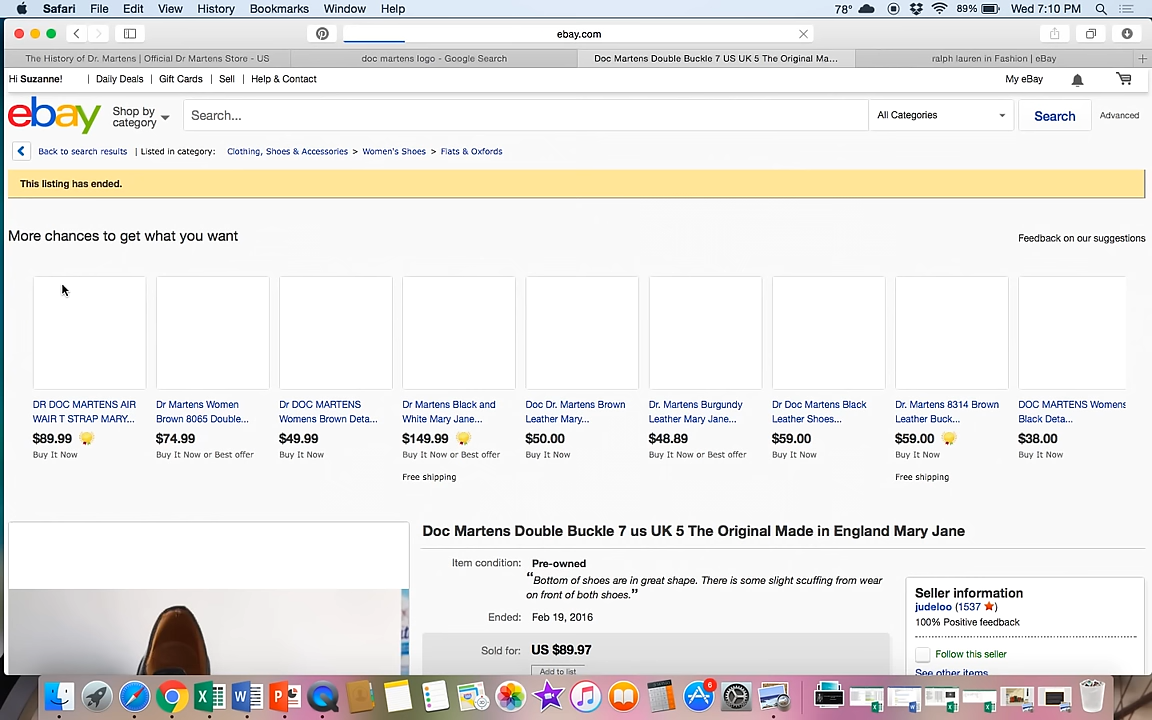 Safari File Edit View History Bookmarks Window Help 78° 89% Wed 7:10 PM
ebay.com
The History of Dr. Martens | Official Dr Martens Store - US
doc martens logo - Google Search
Doc Martens Double Buckle 7 US UK 5 The Original Ma...
ralph lauren in Fashion | eBay
Hi Suzanne! | Daily Deals | Gift Cards | Sell | Help & Contact My eBay
ebay Shop by category Search... All Categories Search Advanced
Back to search results | Listed in category: Clothing, Shoes & Accessories > Women's Shoes > Flats & Oxfords
This listing has ended.
More chances to get what you want Feedback on our suggestions
DR DOC MARTENS AIR WAIR T STRAP MARY...
$89.99
Buy It Now
Dr Martens Women Brown 8065 Double...
$74.99
Buy It Now or Best offer
Dr DOC MARTENS Womens Brown Deta...
$49.99
Buy It Now
Dr Martens Black and White Mary Jane...
$149.99
Buy It Now or Best offer
Free shipping
Doc Dr. Martens Brown Leather Mary...
$50.00
Buy It Now
Dr. Martens Burgundy Leather Mary Jane...
$48.89
Buy It Now or Best offer
Dr Doc Martens Black Leather Shoes...
$59.00
Buy It Now
Dr. Martens 8314 Brown Leather Buck...
$59.00
Buy It Now
Free shipping
DOC MARTENS Womens Black Deta...
$38.00
Buy It Now
Doc Martens Double Buckle 7 us UK 5 The Original Made in England Mary Jane
Item condition: Pre-owned
“Bottom of shoes are in great shape. There is some slight scuffing from wear
on front of both shoes.”
Ended: Feb 19, 2016
Sold for: US $89.97
Add to list
Seller information
judeloo (1537 )
100% Positive feedback
Follow this seller
See other items
6